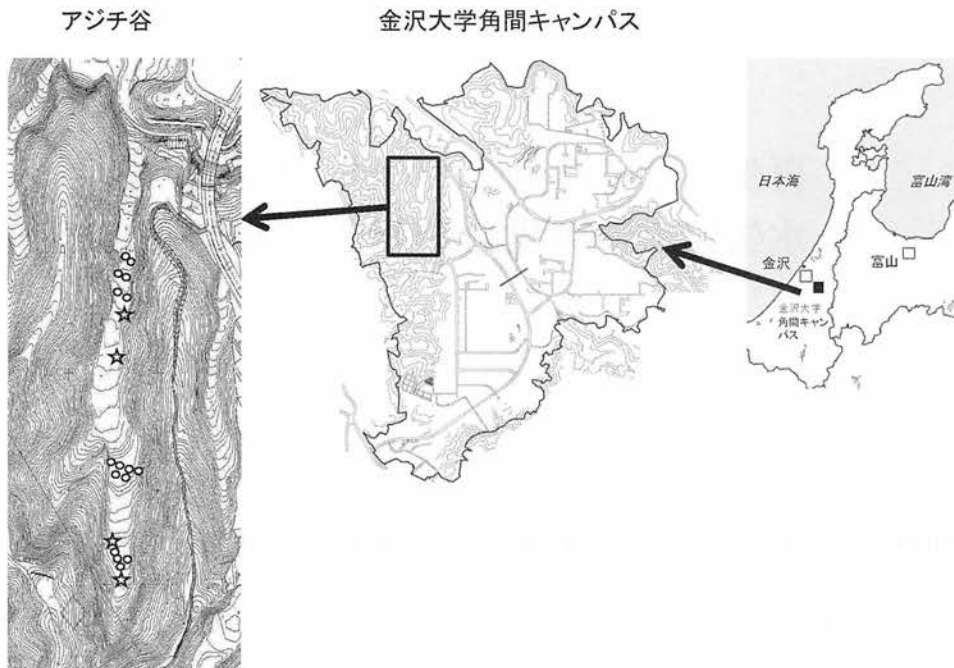 アジチ谷
金沢大学角間キャンパス
日本海
富山湾
金沢
富山
金沢大学
角間キャン
パス